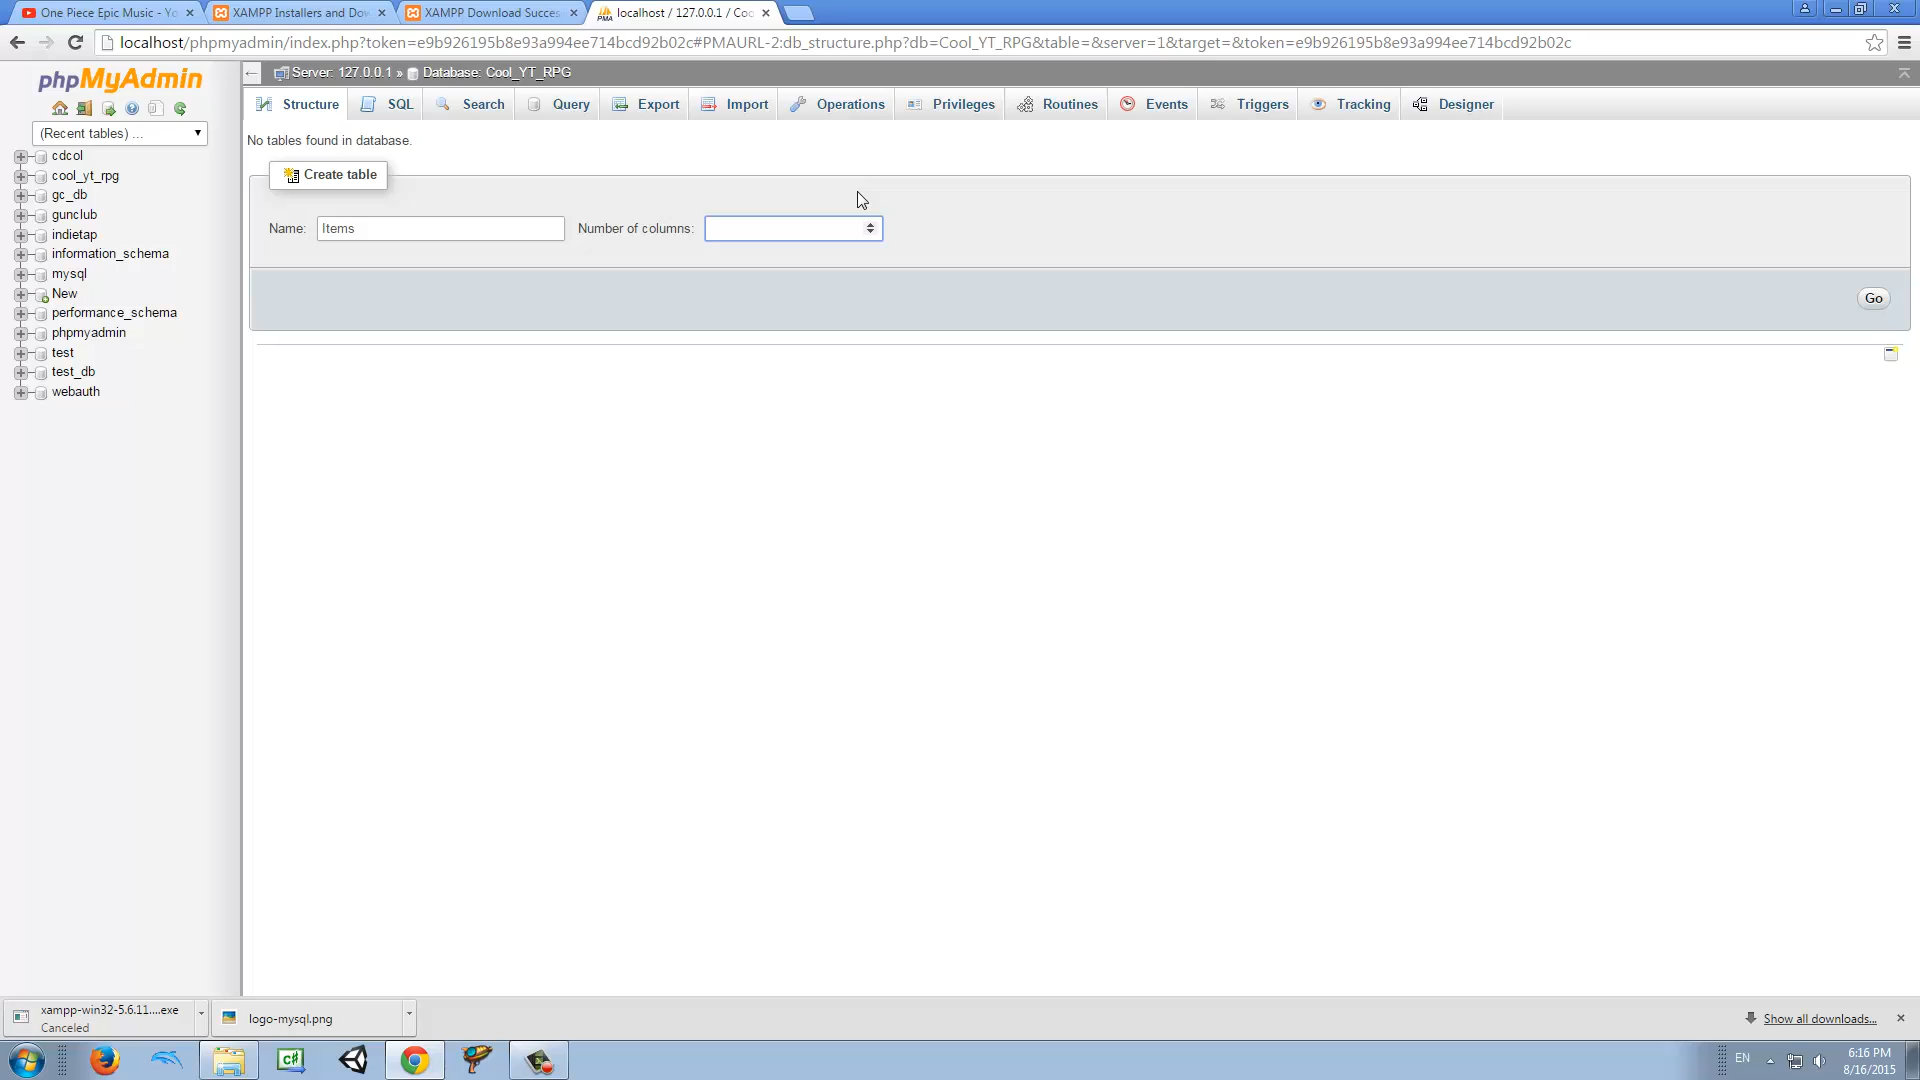 One Piece Epic Music - Yo
XAMPP Installers and Dow
XAMPP Download Succes
localhost / 127.0.0.1 / Coo
localhost/phpmyadmin/index.php?token=e9b926195b8e93a994ee714bcd92b02c#PMAURL-2:db_structure.php?db=Cool_YT_RPG&table=&server=1&target=&token=e9b926195b8e93a994ee714bcd92b02c
phpMyAdmin
(Recent tables) ...
cdcol
cool_yt_rpg
gc_db
gunclub
indietap
information_schema
mysql
New
performance_schema
phpmyadmin
test
test_db
webauth
Server: 127.0.0.1 » Database: Cool_YT_RPG
Structure SQL Search Query Export Import Operations Privileges Routines Events Triggers Tracking Designer
No tables found in database.
Create table
Name: Items Number of columns:
Go
xampp-win32-5.6.11....exe
Canceled
logo-mysql.png
Show all downloads...
C#
EN
6:16 PM
8/16/2015